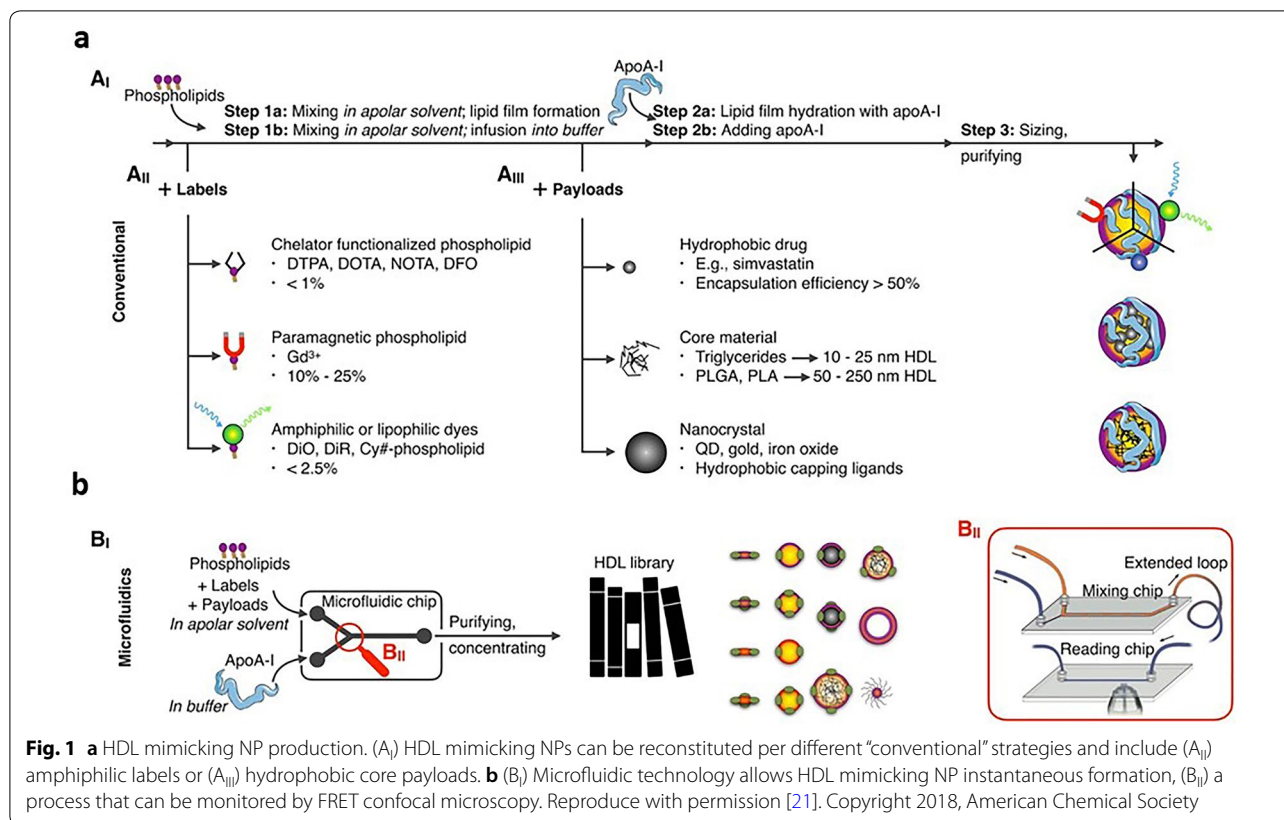 a
A_I
Phospholipids
ApoA-I
Step 1a: Mixing in apolar solvent; lipid film formation
Step 1b: Mixing in apolar solvent; infusion into buffer
Step 2a: Lipid film hydration with apoA-I
Step 2b: Adding apoA-I
Step 3: Sizing,
purifying
Conventional
A_II
+ Labels
Chelator functionalized phospholipid
· DTPA, DOTA, NOTA, DFO
· < 1%
Paramagnetic phospholipid
· Gd³⁺
· 10% - 25%
Amphiphilic or lipophilic dyes
· DiO, DiR, Cy#-phospholipid
· < 2.5%
A_III
+ Payloads
Hydrophobic drug
· E.g., simvastatin
· Encapsulation efficiency > 50%
Core material
· Triglycerides → 10 - 25 nm HDL
· PLGA, PLA → 50 - 250 nm HDL
Nanocrystal
· QD, gold, iron oxide
· Hydrophobic capping ligands
b
Microfluidics
B_I
Phospholipids
+ Labels
+ Payloads
In apolar solvent
ApoA-I
In buffer
Microfluidic chip
B_II
Purifying,
concentrating
HDL library
B_II
Extended loop
Mixing chip
Reading chip
Fig. 1 a HDL mimicking NP production. (A_I) HDL mimicking NPs can be reconstituted per different “conventional” strategies and include (A_II)
amphiphilic labels or (A_III) hydrophobic core payloads. b (B_I) Microfluidic technology allows HDL mimicking NP instantaneous formation, (B_II) a
process that can be monitored by FRET confocal microscopy. Reproduce with permission [21]. Copyright 2018, American Chemical Society